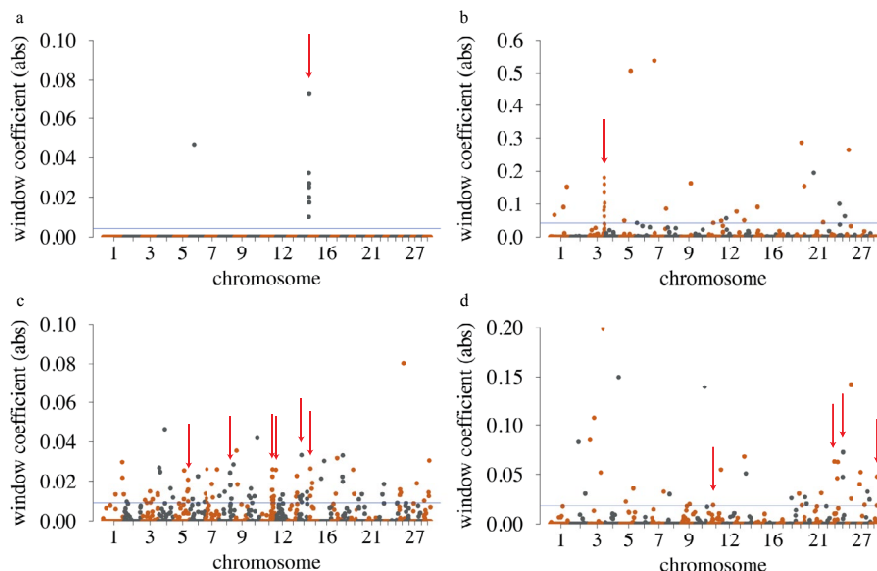 a
window coefficient (abs)
0.10
0.08
0.06
0.04
0.02
0.00
1 3 5 7 9 12 16 21 27
chromosome
b
window coefficient (abs)
0.6
0.5
0.4
0.3
0.2
0.1
0.0
1 3 5 7 9 12 16 21 27
chromosome
c
window coefficient (abs)
0.10
0.08
0.06
0.04
0.02
0.00
1 3 5 7 9 12 16 21 27
chromosome
d
window coefficient (abs)
0.20
0.15
0.10
0.05
0.00
1 3 5 7 9 12 16 21 27
chromosome